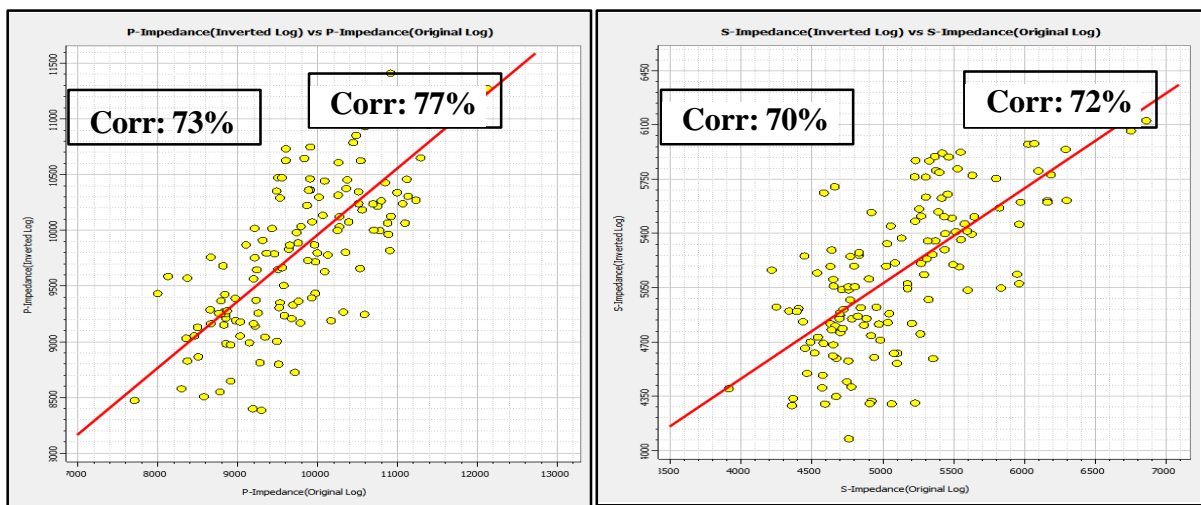 P-Impedance(Inverted Log) vs P-Impedance(Original Log)
Corr: 73%
Corr: 77%
P-Impedance(Inverted Log)
11500
11000
10500
10000
9500
9000
8500
8000
7000 8000 9000 10000 11000 12000 13000
P-Impedance(Original Log)
S-Impedance(Inverted Log) vs S-Impedance(Original Log)
Corr: 70%
Corr: 72%
S-Impedance(Inverted Log)
6450
6100
5750
5400
5050
4700
4350
4000
3500 4000 4500 5000 5500 6000 6500 7000
S-Impedance(Original Log)